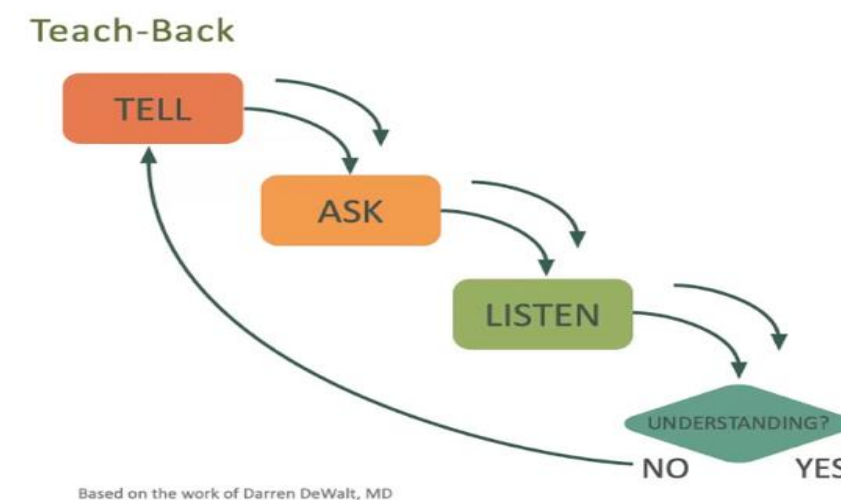 Teach-Back
TELL
ASK
LISTEN
UNDERSTANDING?
NO YES
Based on the work of Darren DeWalt, MD